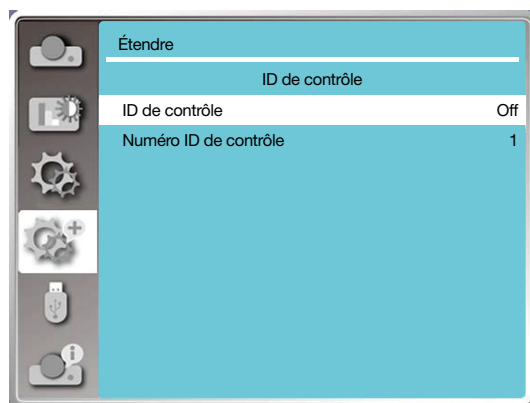 Étendre
ID de contrôle
ID de contrôle Off
Numéro ID de contrôle 1